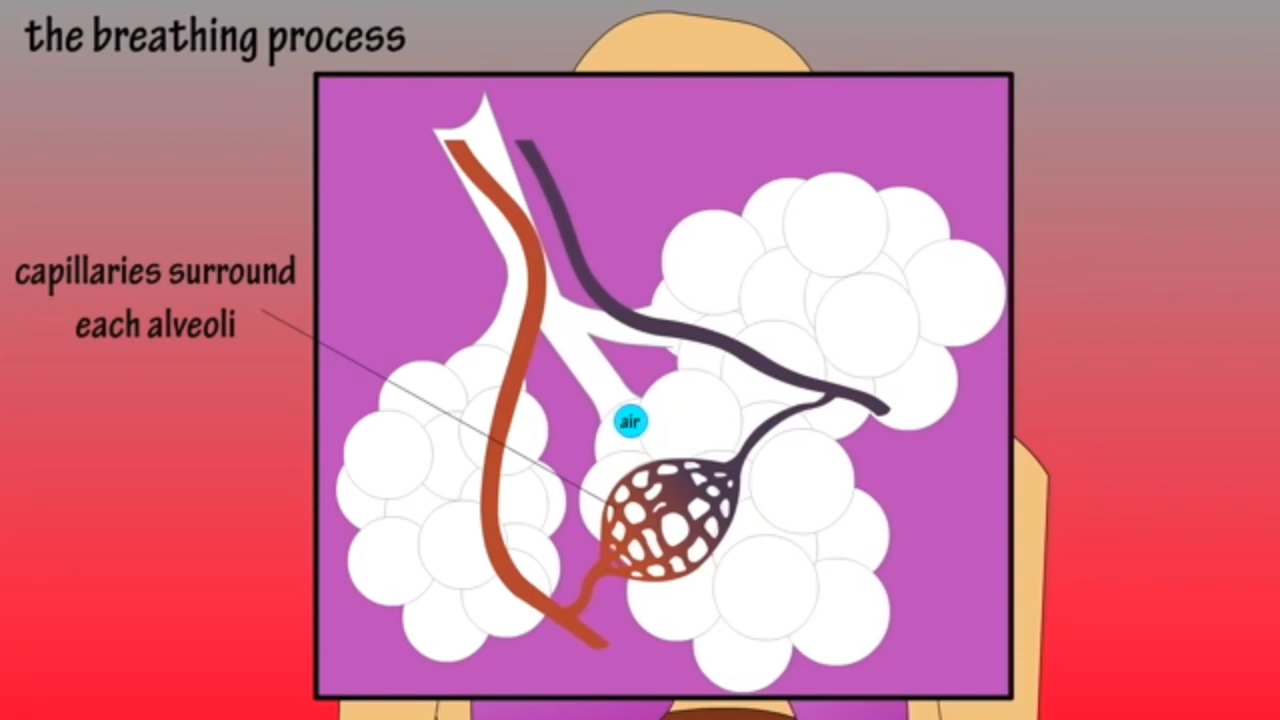 the breathing process
capillaries surround
each alveoli
air